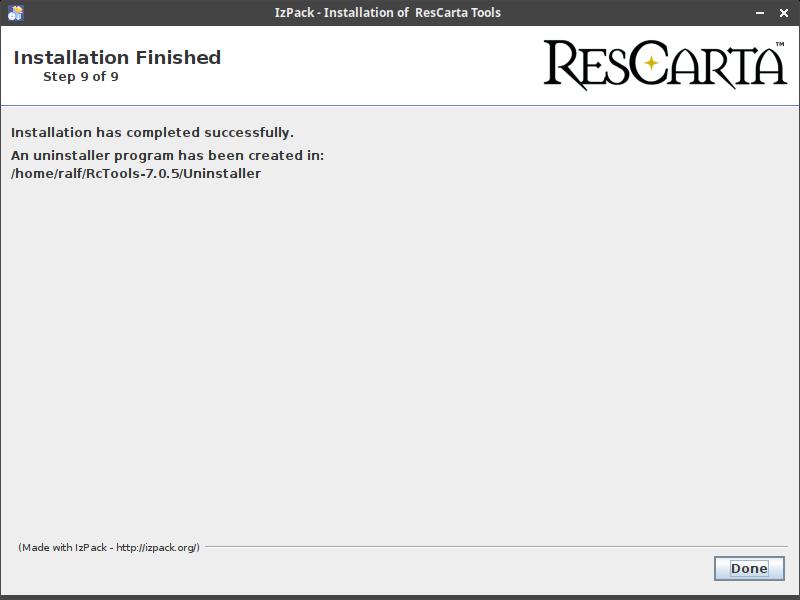 IzPack - Installation of  ResCarta Tools
Installation Finished
Step 9 of 9
RESCARTA™
Installation has completed successfully.
An uninstaller program has been created in:
/home/ralf/RcTools-7.0.5/Uninstaller
(Made with IzPack - http://izpack.org/)
Done